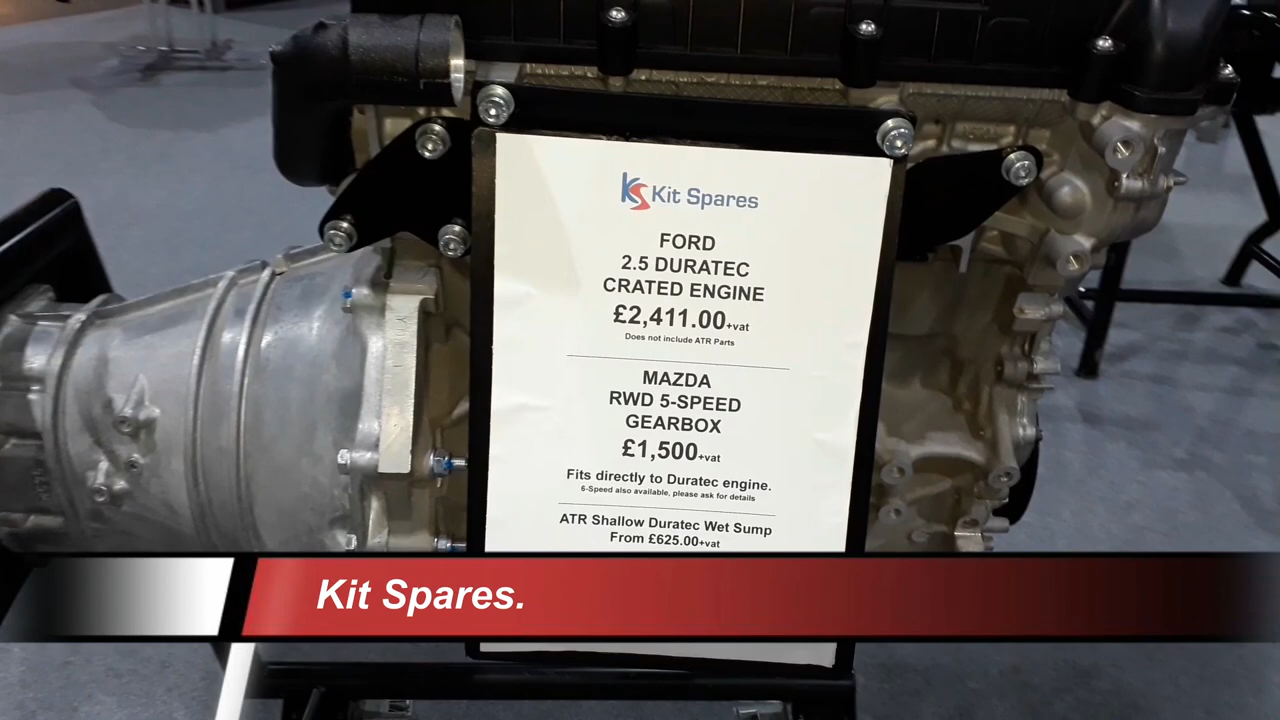 KS Kit Spares
FORD
2.5 DURATEC
CRATED ENGINE
£2,411.00+vat
Does not include ATR Parts
MAZDA
RWD 5-SPEED
GEARBOX
£1,500+vat
Fits directly to Duratec engine.
6-Speed also available, please ask for details
ATR Shallow Duratec Wet Sump
From £625.00+vat
Kit Spares.